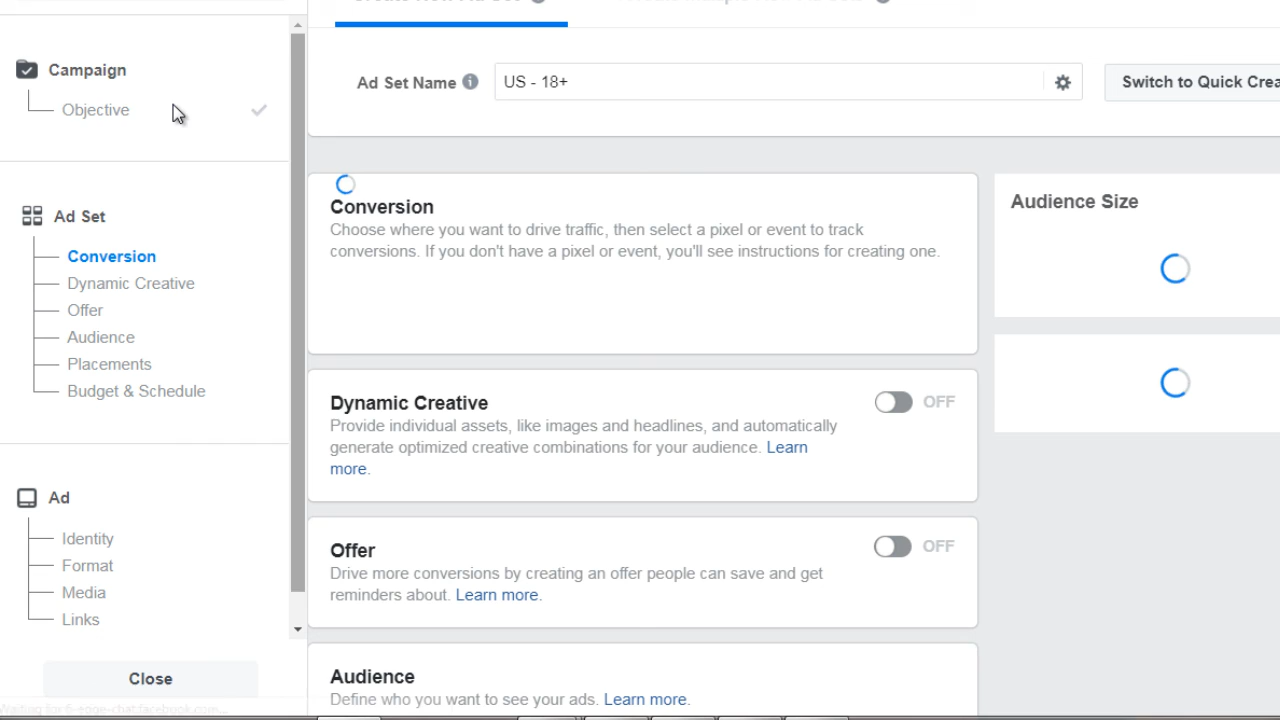 Campaign
Objective
Ad Set
Conversion
Dynamic Creative
Offer
Audience
Placements
Budget & Schedule
Ad
Identity
Format
Media
Links
Close
Ad Set Name
US - 18+
Switch to Quick Crea
Conversion
Choose where you want to drive traffic, then select a pixel or event to track
conversions. If you don't have a pixel or event, you'll see instructions for creating one.
Dynamic Creative
OFF
Provide individual assets, like images and headlines, and automatically
generate optimized creative combinations for your audience. Learn
more.
Offer
OFF
Drive more conversions by creating an offer people can save and get
reminders about. Learn more.
Audience
Define who you want to see your ads. Learn more.
Audience Size